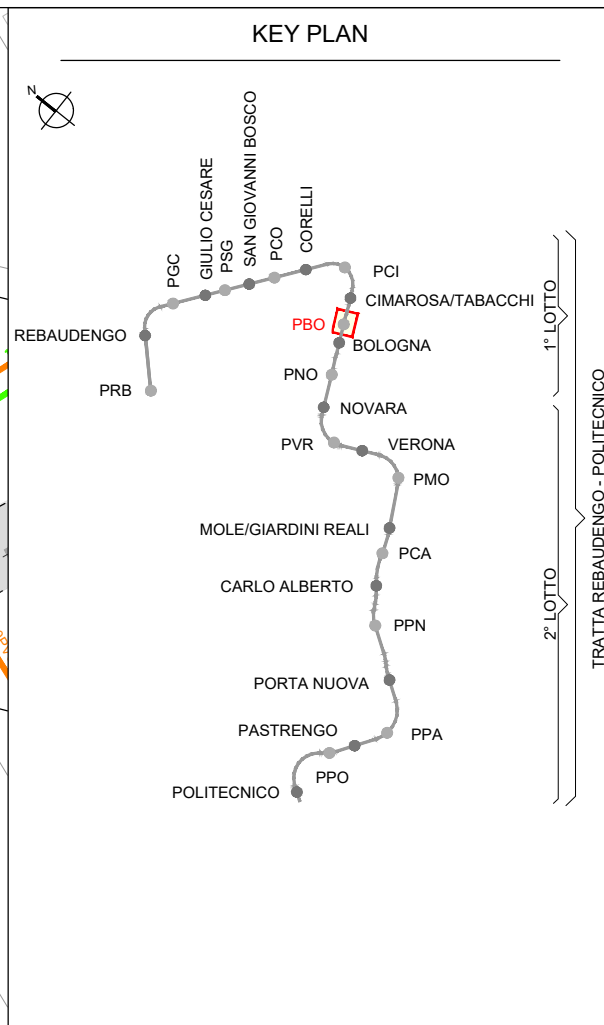 KEY PLAN
N
PGC
GIULIO CESARE
PSG
SAN GIOVANNI BOSCO
PCO
CORELLI
PCI
CIMAROSA/TABACCHI
REBAUDENGO
PBO
BOLOGNA
PRB
PNO
NOVARA
PVR
VERONA
PMO
MOLE/GIARDINI REALI
PCA
CARLO ALBERTO
PPN
PORTA NUOVA
PASTRENGO
PPA
PPO
POLITECNICO
1° LOTTO
2° LOTTO
TRATTA REBAUDENGO - POLITECNICO